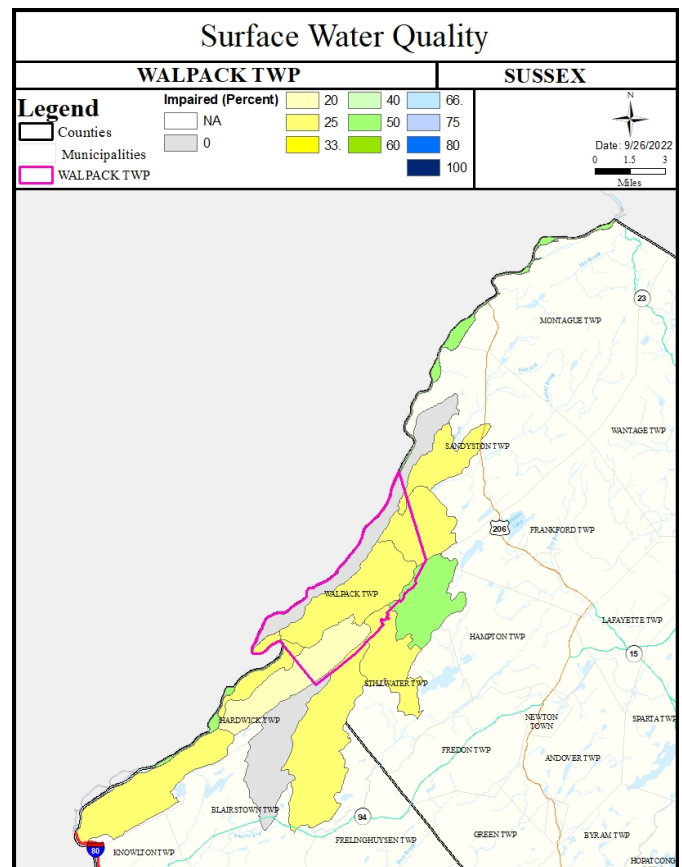 Surface Water Quality
WALPACK TWP
SUSSEX
Legend
Counties
Municipalities
WALPACK TWP
Impaired (Percent)
NA
0
20
25
33.
40
50
60
66.
75
80
100
N
Date: 9/26/2022
0 1.5 3
Miles
23
MONTAGUE TWP
WANTAGE TWP
SANDYSTON TWP
206
FRANKFORD TWP
WALPACK TWP
LAFAYETTE TWP
HAMPTON TWP
15
STILLWATER TWP
HARDWICK TWP
NEWTON
TOWN
SPARTA TWP
FREDON TWP
ANDOVER TWP
BLAIRSTOWN TWP
94
GREEN TWP
BYRAM TWP
FRELINGHUYSEN TWP
80
KNOWLTON TWP
HOPATCONG